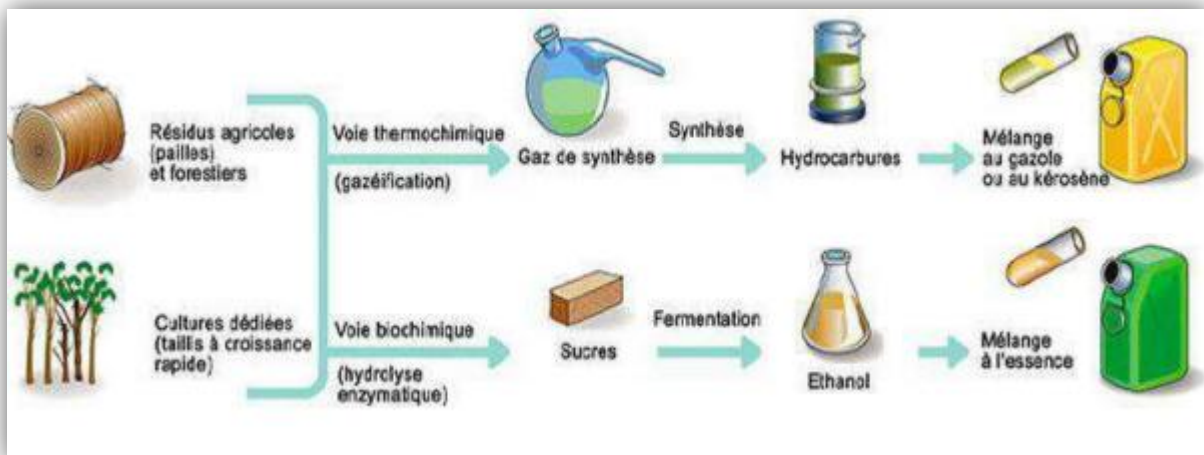 Résidus agricoles
(pailles)
et forestiers
Voie thermochimique
(gazéification)
Gaz de synthèse
Synthèse
Hydrocarbures
Mélange
au gazole
ou au kérosène
Cultures dédiées
(taillis à croissance
rapide)
Voie biochimique
(hydrolyse
enzymatique)
Sucres
Fermentation
Ethanol
Mélange
à l'essence